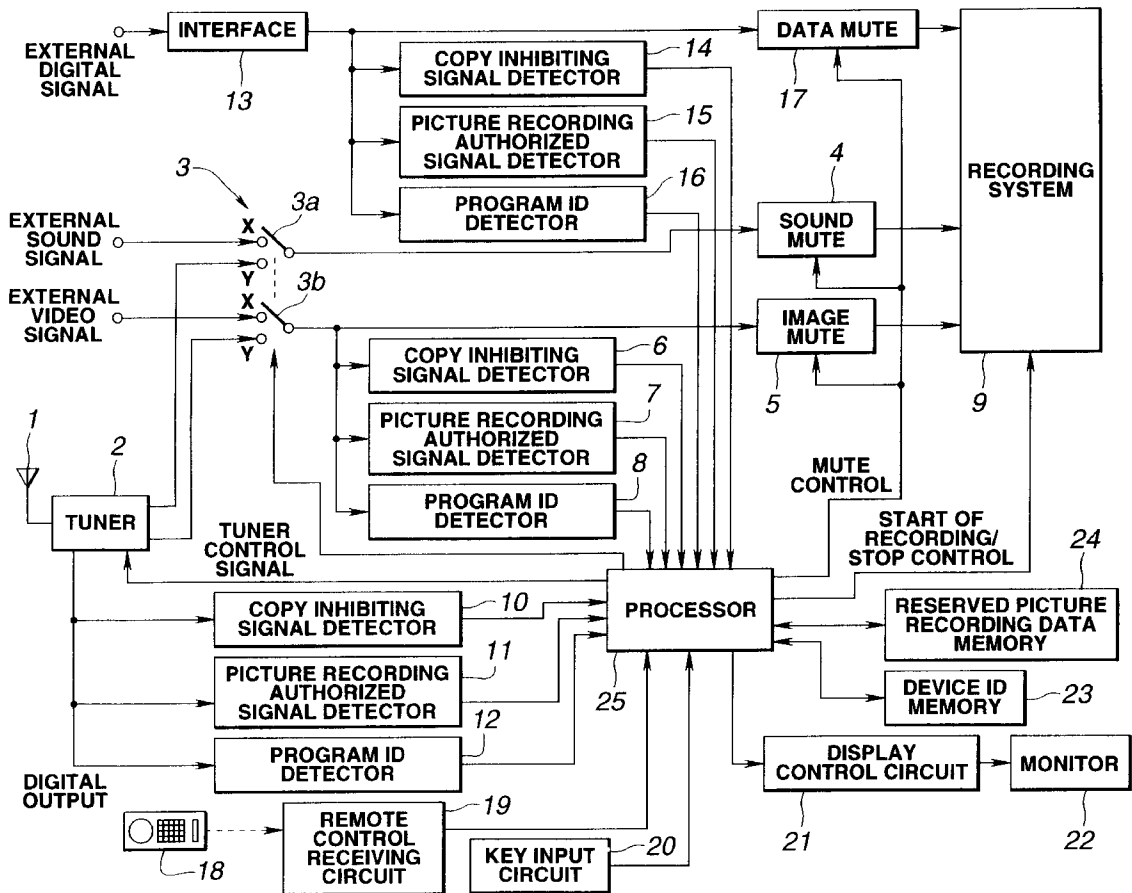 EXTERNAL
DIGITAL
SIGNAL
INTERFACE
13
COPY INHIBITING
SIGNAL DETECTOR
14
PICTURE RECORDING
AUTHORIZED
SIGNAL DETECTOR
15
PROGRAM ID
DETECTOR
16
DATA MUTE
17
RECORDING
SYSTEM
9
EXTERNAL
SOUND
SIGNAL
3
X
3a
Y
SOUND
MUTE
4
EXTERNAL
VIDEO
SIGNAL
X
3b
Y
IMAGE
MUTE
5
COPY INHIBITING
SIGNAL DETECTOR
6
PICTURE RECORDING
AUTHORIZED
SIGNAL DETECTOR
7
PROGRAM ID
DETECTOR
8
1
TUNER
2
TUNER
CONTROL
SIGNAL
MUTE
CONTROL
START OF
RECORDING/
STOP CONTROL
PROCESSOR
25
COPY INHIBITING
SIGNAL DETECTOR
10
PICTURE RECORDING
AUTHORIZED
SIGNAL DETECTOR
11
PROGRAM ID
DETECTOR
12
DIGITAL
OUTPUT
RESERVED PICTURE
RECORDING DATA
MEMORY
24
DEVICE ID
MEMORY
23
DISPLAY
CONTROL CIRCUIT
21
MONITOR
22
18
REMOTE
CONTROL
RECEIVING
CIRCUIT
19
KEY INPUT
CIRCUIT
20